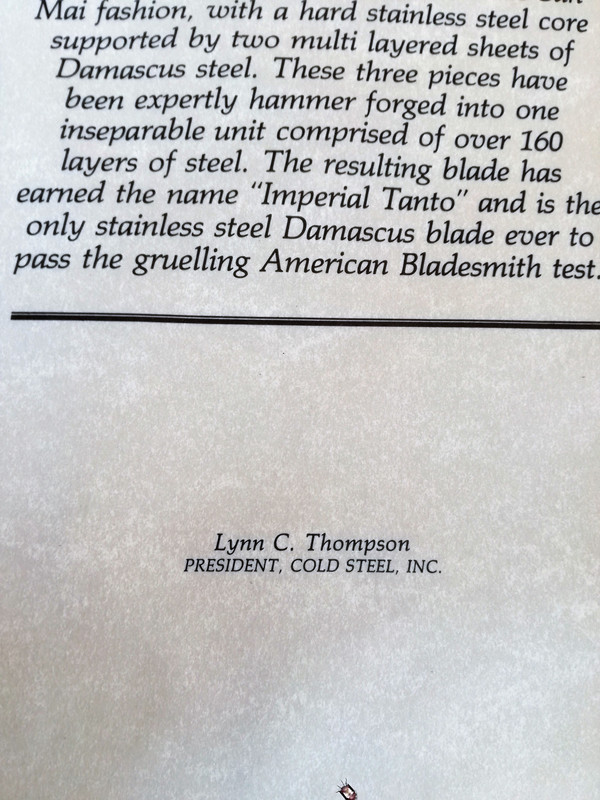 Mai fashion, with a hard stainless steel core
supported by two multi layered sheets of
Damascus steel. These three pieces have
been expertly hammer forged into one
inseparable unit comprised of over 160
layers of steel. The resulting blade has
earned the name “Imperial Tanto” and is the
only stainless steel Damascus blade ever to
pass the gruelling American Bladesmith test.
Lynn C. Thompson
PRESIDENT, COLD STEEL, INC.